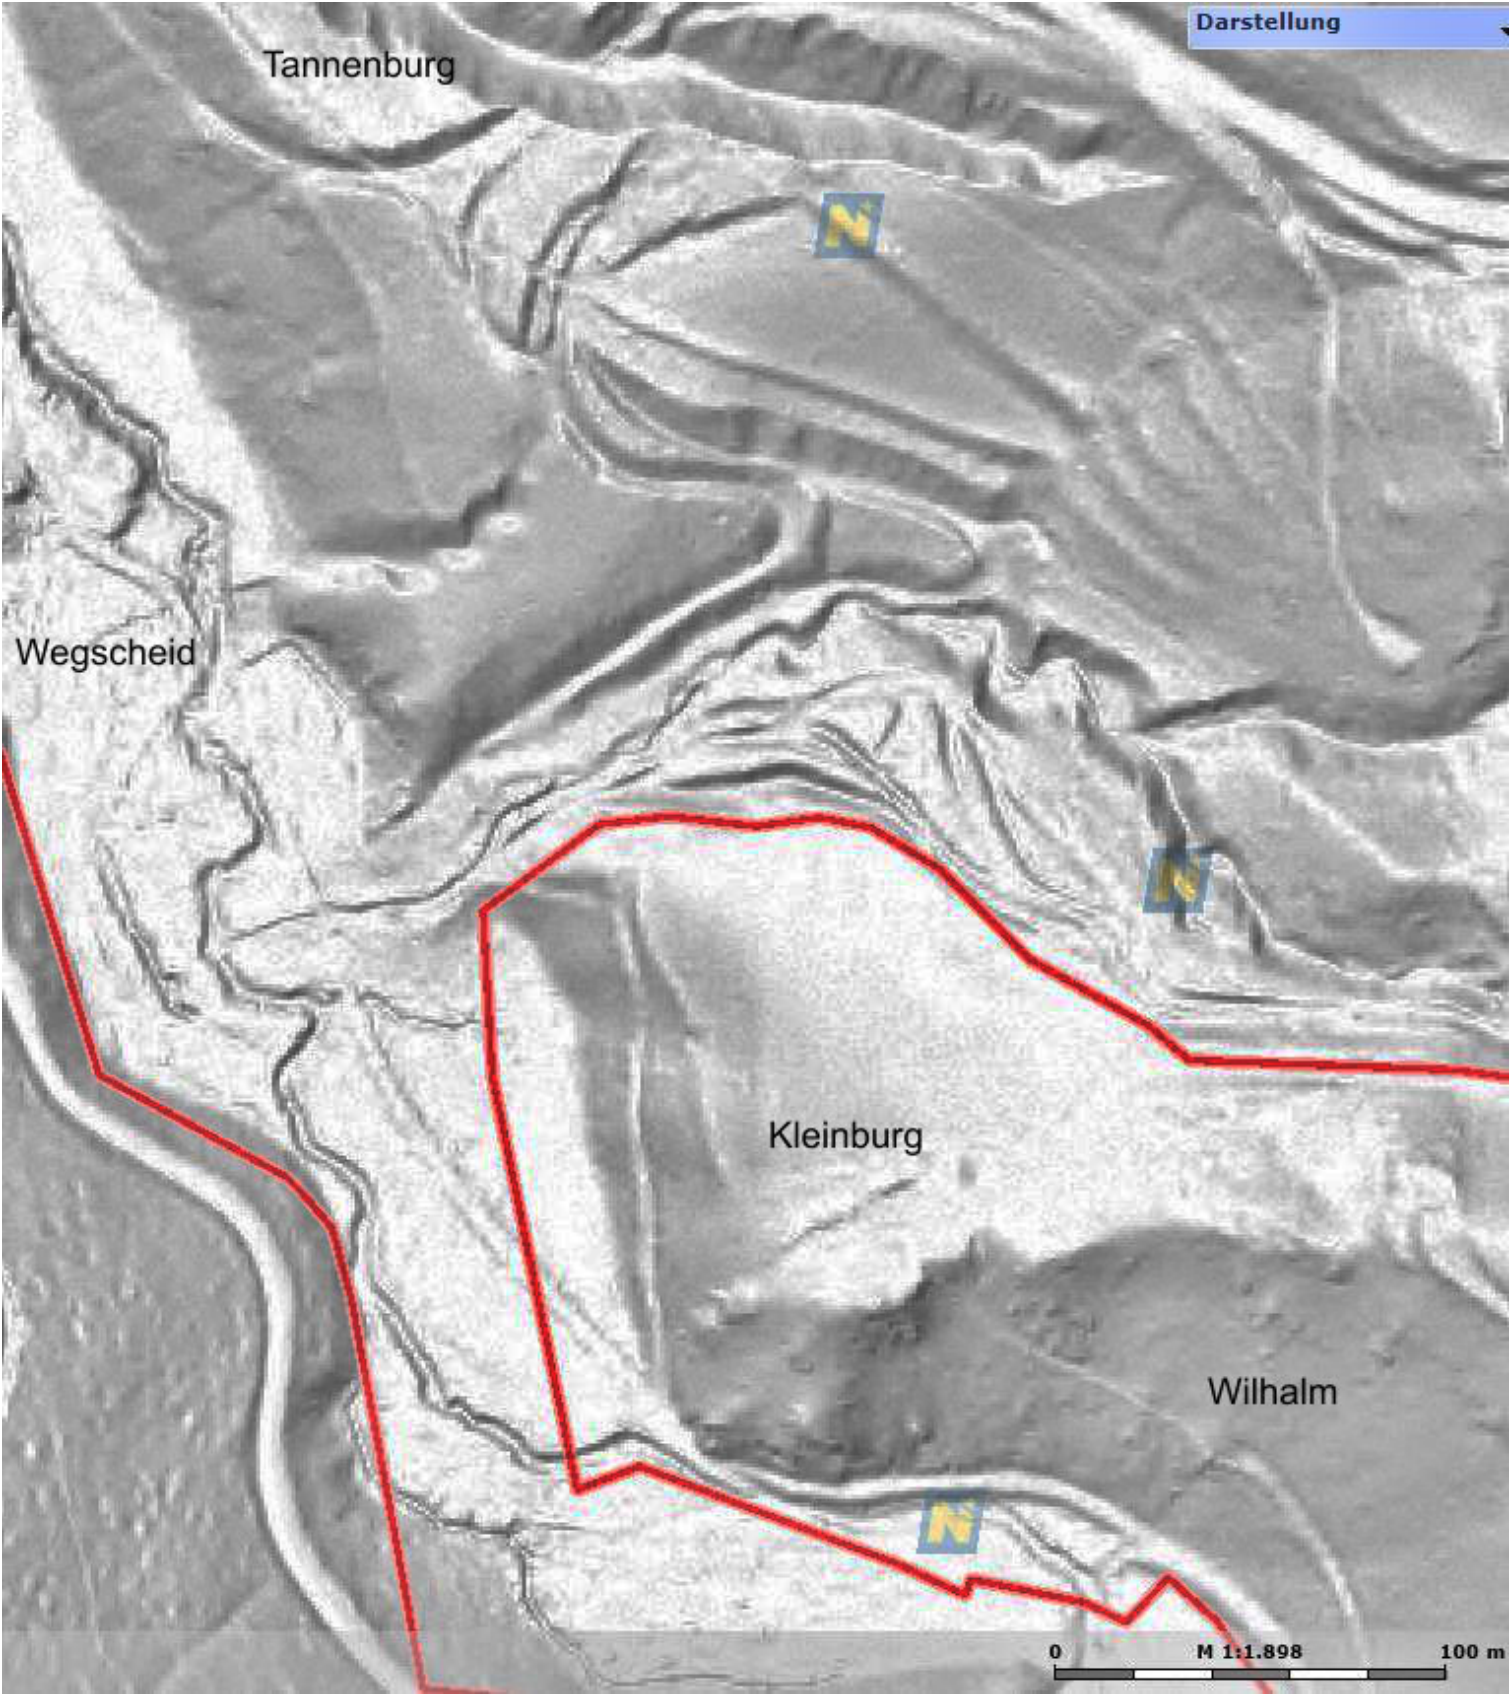 Darstellung
Tannenburg
N
Wegscheid
N
Kleinburg
Wilhalm
N
0 M 1:1.898 100 m